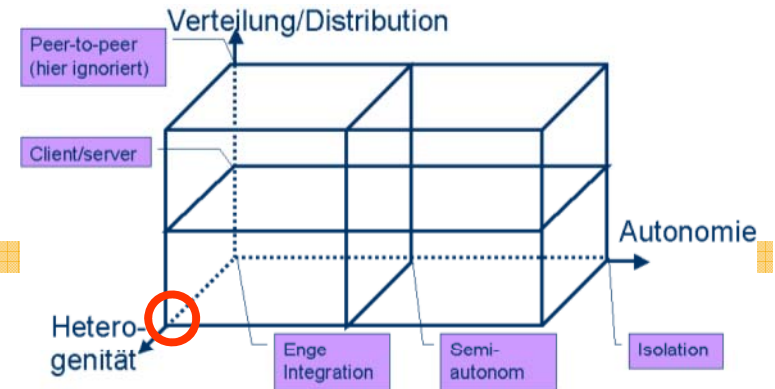 Verteilung/Distribution
Peer-to-peer
(hier ignoriert)
Client/server
Autonomie
Hetero-
genität
Enge
Integration
Semi-
autonom
Isolation